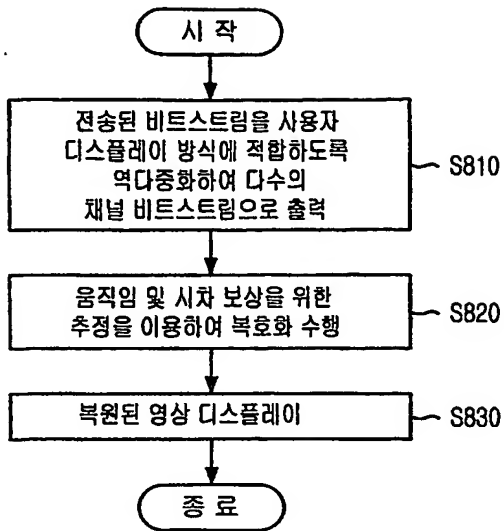 시 작
전송된 비트스트림을 사용자
디스플레이 방식에 적합하도록
역다중화하여 다수의
채널 비트스트림으로 출력
S810
움직임 및 시차 보상을 위한
추정을 이용하여 복호화 수행
S820
복원된 영상 디스플레이
S830
종 료